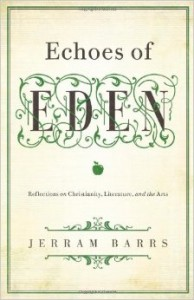 Echoes of
EDEN
Reflections on Christianity, Literature, and the Arts
JERRAM BARRS